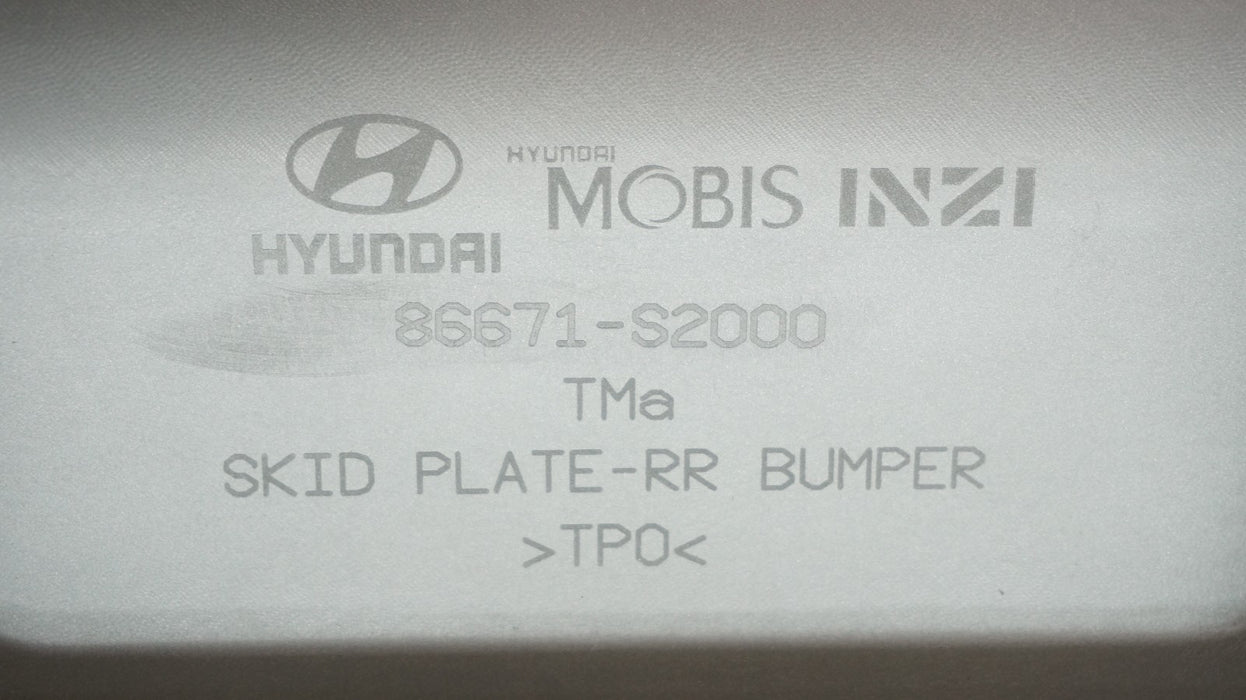 HYUNDAI
HYUNDAI MOBIS INZI
86671-S2000
TMa
SKID PLATE-RR BUMPER
>TPO<